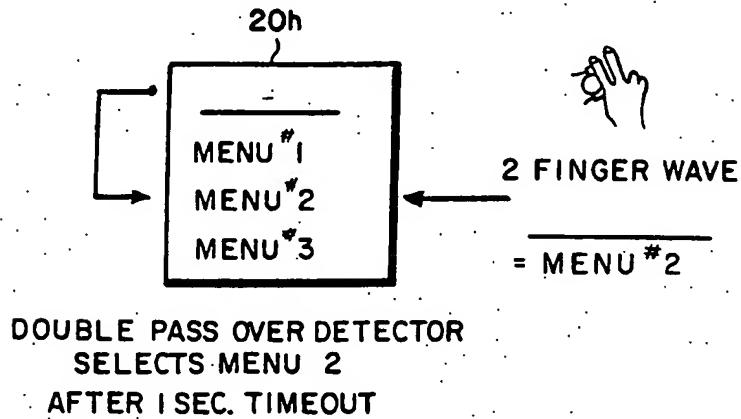 20h
MENU #1
MENU #2
MENU #3
2 FINGER WAVE
= MENU #2
DOUBLE PASS OVER DETECTOR
SELECTS MENU 2
AFTER 1 SEC. TIMEOUT